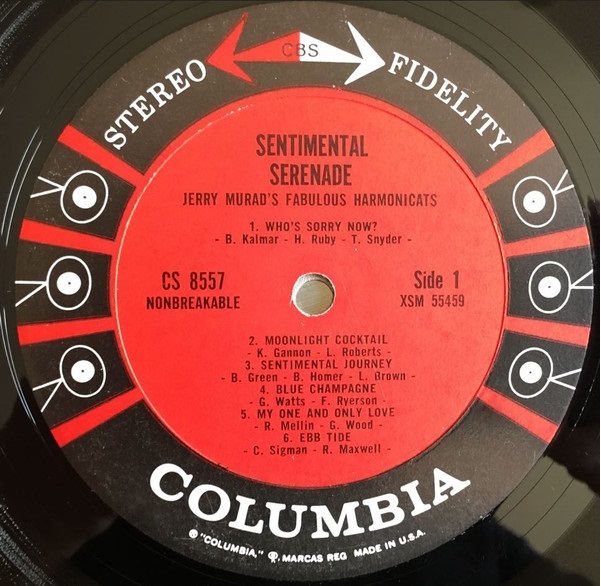 STEREO CBS FIDELITY
SENTIMENTAL
SERENADE
JERRY MURAD'S FABULOUS HARMONICATS
1. WHO'S SORRY NOW?
- B. Kalmar - H. Ruby - T. Snyder -
CS 8557
NONBREAKABLE
Side 1
XSM 55459
2. MOONLIGHT COCKTAIL
- K. Gannon - L. Roberts -
3. SENTIMENTAL JOURNEY
- B. Green - B. Homer - L. Brown -
4. BLUE CHAMPAGNE
- G. Watts - F. Ryerson -
5. MY ONE AND ONLY LOVE
- R. Mellin - G. Wood -
6. EBB TIDE
- C. Sigman - R. Maxwell -
COLUMBIA
® "COLUMBIA," ℗, MARCAS REG MADE IN U.S.A.